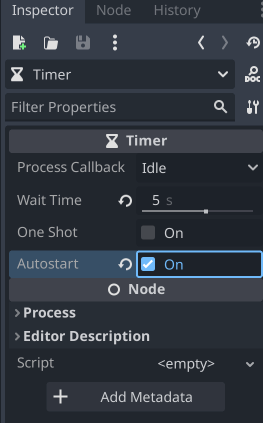 Inspector Node History
Timer
DOC
Filter Properties
Timer
Process Callback Idle
Wait Time 5 s
One Shot On
Autostart On
Node
Process
Editor Description
Script <empty>
Add Metadata